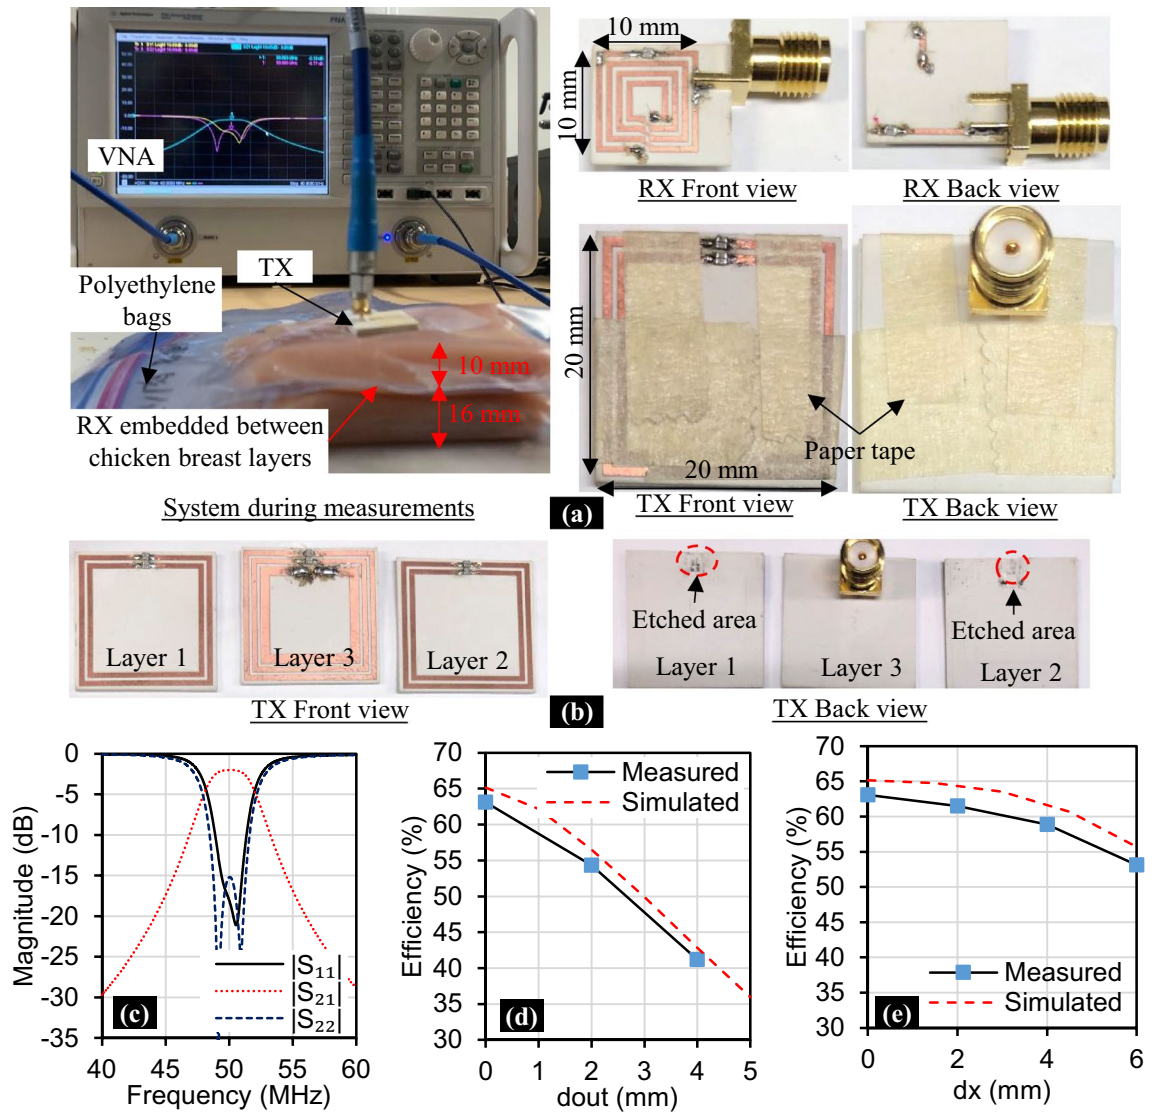 VNA
TX
Polyethylene
bags
10 mm
16 mm
RX embedded between
chicken breast layers
System during measurements
10 mm
10 mm
RX Front view
RX Back view
20 mm
20 mm
Paper tape
TX Front view
TX Back view
(a)
Layer 1
Layer 3
Layer 2
TX Front view
Etched area
Etched area
Layer 1
Layer 3
Layer 2
TX Back view
(b)
0
-5
-10
-15
-20
-25
-30
-35
Magnitude (dB)
|S11|
|S21|
|S22|
(c)
40 45 50 55 60
Frequency (MHz)
70
65
60
55
50
45
40
35
30
Efficiency (%)
Measured
Simulated
(d)
0 1 2 3 4 5
dout (mm)
70
65
60
55
50
45
40
35
30
Efficiency (%)
Measured
Simulated
(e)
0 2 4 6
dx (mm)